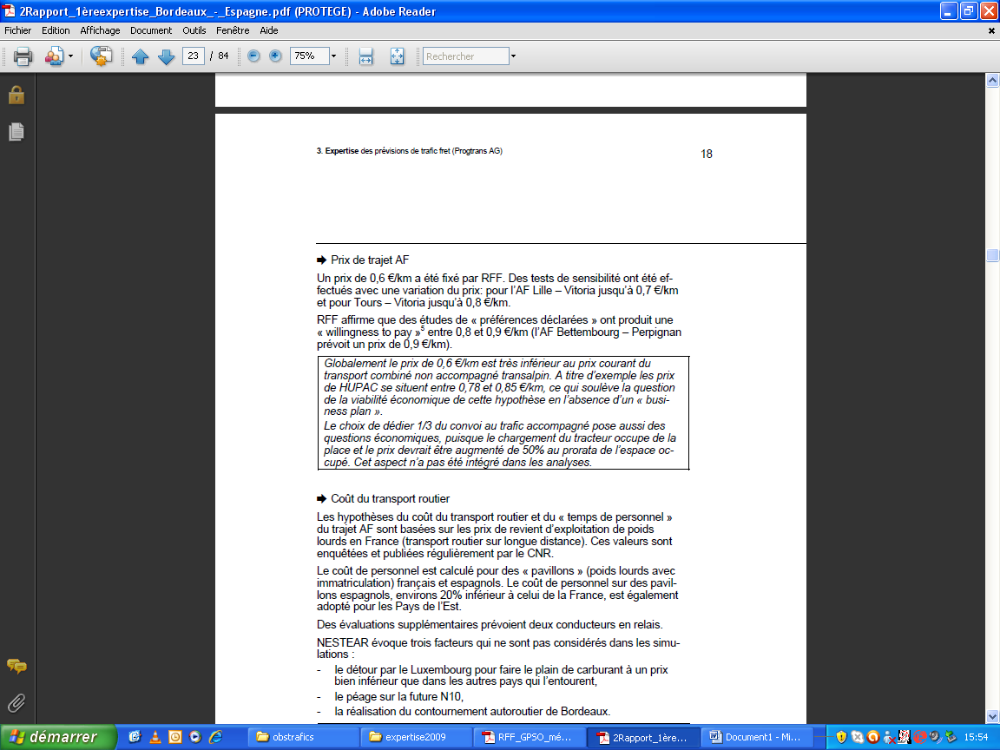 2Rapport_1èreexpertise_Bordeaux_-_Espagne.pdf (PROTEGE) - Adobe Reader
Fichier Edition Affichage Document Outils Fenêtre Aide
23 / 84 75% Rechercher
3. Expertise des prévisions de trafic fret (Progtrans AG) 18
➡ Prix de trajet AF
Un prix de 0,6 €/km a été fixé par RFF. Des tests de sensibilité ont été ef-
fectués avec une variation du prix: pour l'AF Lille – Vitoria jusqu'à 0,7 €/km
et pour Tours – Vitoria jusqu'à 0,8 €/km.
RFF affirme que des études de « préférences déclarées » ont produit une
« willingness to pay »5 entre 0,8 et 0,9 €/km (l'AF Bettembourg – Perpignan
prévoit un prix de 0,9 €/km).
Globalement le prix de 0,6 €/km est très inférieur au prix courant du
transport combiné non accompagné transalpin. A titre d'exemple les prix
de HUPAC se situent entre 0,78 et 0,85 €/km, ce qui soulève la question
de la viabilité économique de cette hypothèse en l'absence d'un « busi-
ness plan ».
Le choix de dédier 1/3 du convoi au trafic accompagné pose aussi des
questions économiques, puisque le chargement du tracteur occupe de la
place et le prix devrait être augmenté de 50% au prorata de l'espace oc-
cupé. Cet aspect n'a pas été intégré dans les analyses.
➡ Coût du transport routier
Les hypothèses du coût du transport routier et du « temps de personnel »
du trajet AF sont basées sur les prix de revient d'exploitation de poids
lourds en France (transport routier sur longue distance). Ces valeurs sont
enquêtées et publiées régulièrement par le CNR.
Le coût de personnel est calculé pour des « pavillons » (poids lourds avec
immatriculation) français et espagnols. Le coût de personnel sur des pavil-
lons espagnols, environs 20% inférieur à celui de la France, est également
adopté pour les Pays de l'Est.
Des évaluations supplémentaires prévoient deux conducteurs en relais.
NESTEAR évoque trois facteurs qui ne sont pas considérés dans les simu-
lations :
- le détour par le Luxembourg pour faire le plein de carburant à un prix
bien inférieur que dans les autres pays qui l'entourent,
- le péage sur la future N10,
- la réalisation du contournement autoroutier de Bordeaux.
démarrer obstrafics expertise2009 RFF_GPSO_mé... 2Rapport_1ère... Document1 - Mi... 15:54